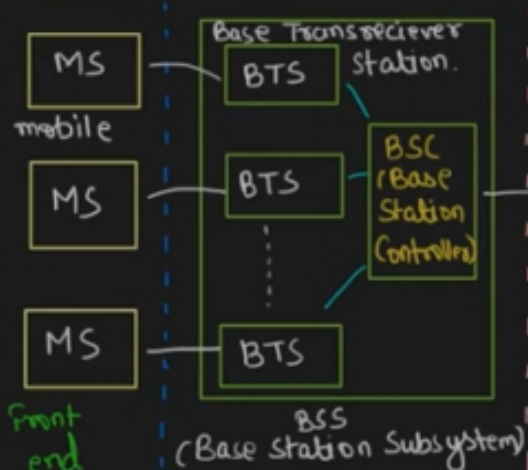 Base Transreciever
Station.
MS
BTS
mobile
BSC
(Base
Station
Controller)
MS
BTS
MS
BTS
Front
end
BSS
(Base Station Subsystem)